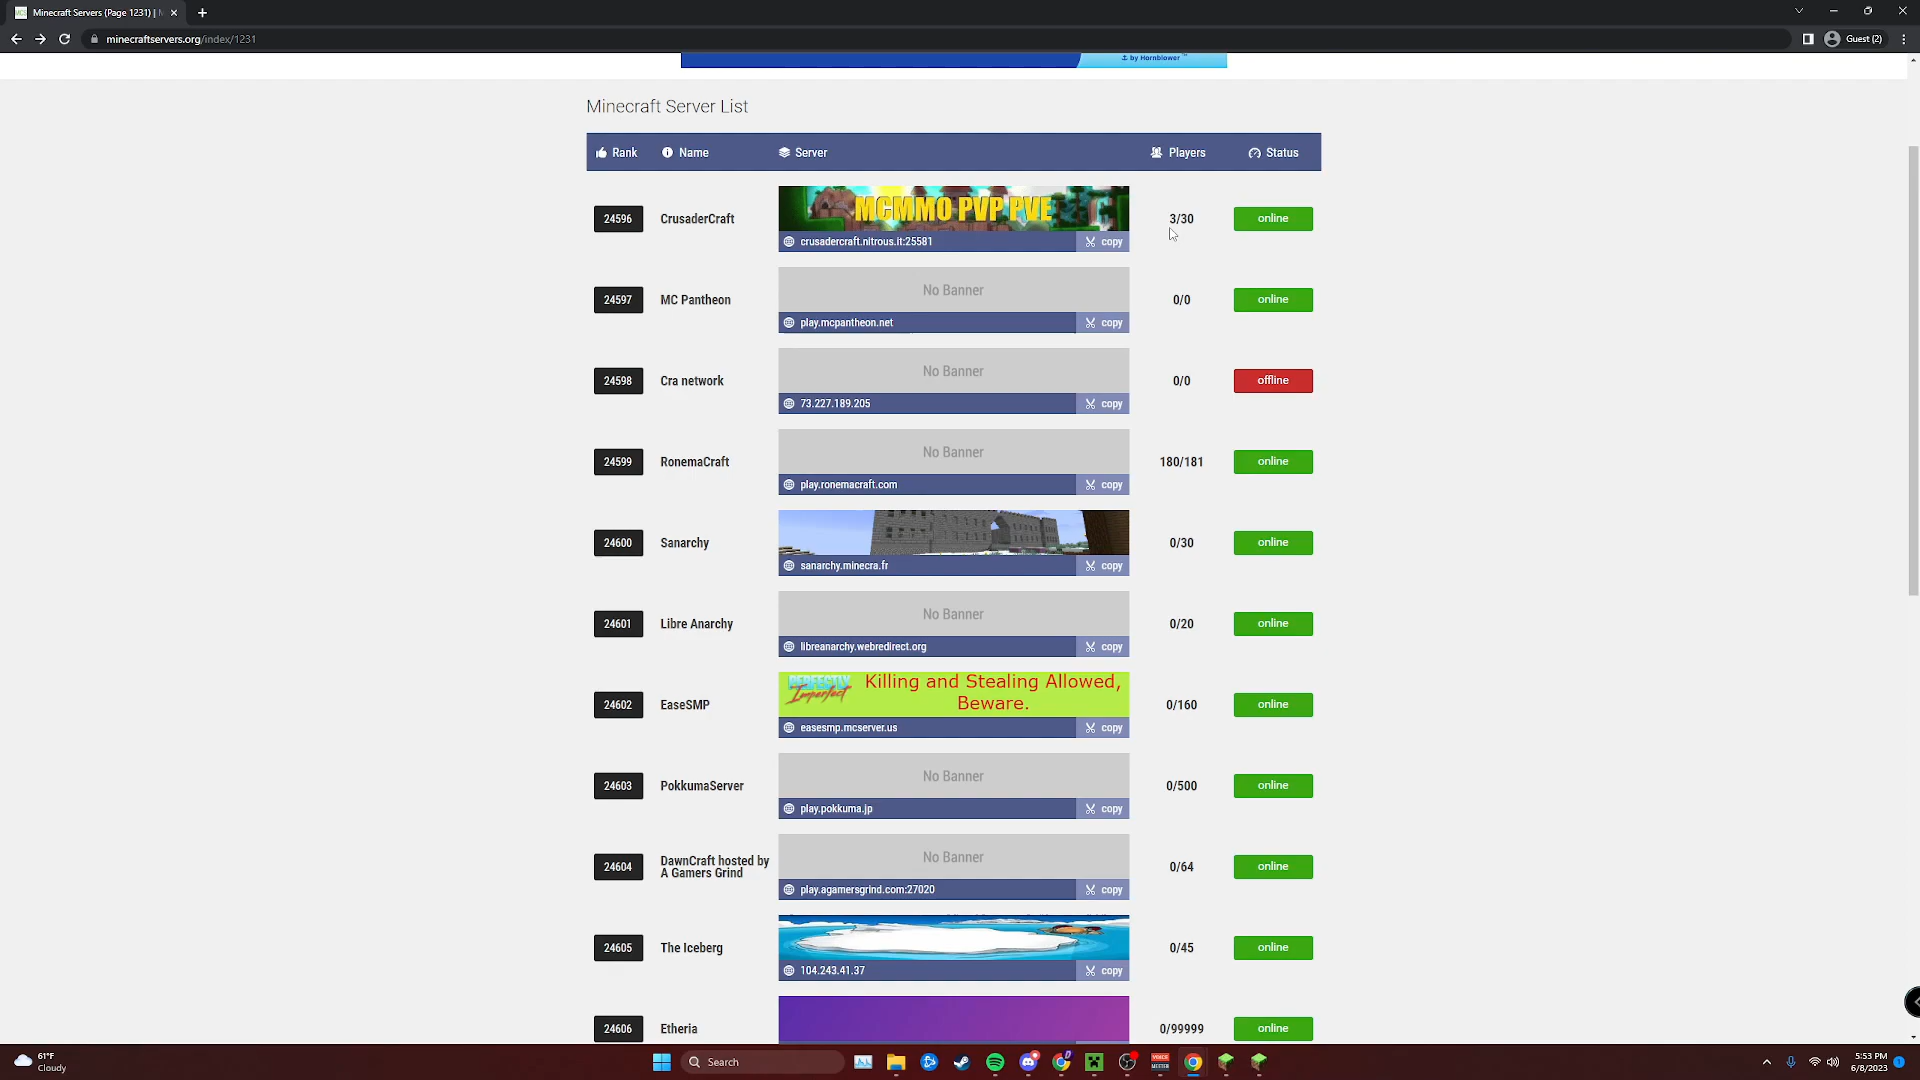 Minecraft Servers (Page 1231) |
minecraftservers.org/index/1231
Guest (2)
by Hornblower
Minecraft Server List
Rank Name Server Players Status
24596 CrusaderCraft MCMMO PVP PVE 3/30 online
crusadercraft.nitrous.it:25581 copy
24597 MC Pantheon No Banner 0/0 online
play.mcpantheon.net copy
24598 Cra network No Banner 0/0 offline
73.227.189.205 copy
24599 RonemaCraft No Banner 180/181 online
play.ronemacraft.com copy
24600 Sanarchy 0/30 online
sanarchy.minecra.fr copy
24601 Libre Anarchy No Banner 0/20 online
libreanarchy.webredirect.org copy
PERFECTLY Imperfect Killing and Stealing Allowed,
Beware.
24602 EaseSMP 0/160 online
easesmp.mcserver.us copy
24603 PokkumaServer No Banner 0/500 online
play.pokkuma.jp copy
24604 DawnCraft hosted by
A Gamers Grind No Banner 0/64 online
play.agamersgrind.com:27020 copy
24605 The Iceberg 0/45 online
104.243.41.37 copy
24606 Etheria 0/99999 online
61°F
Cloudy
Search
5:53 PM
6/8/2023